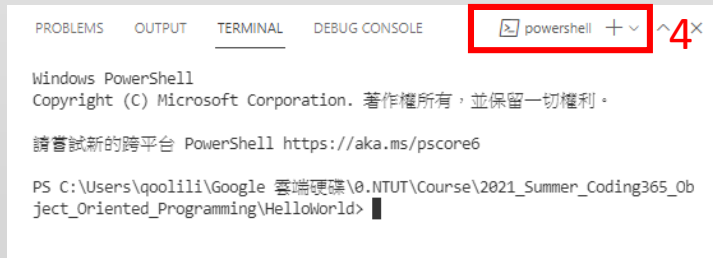 PROBLEMS OUTPUT TERMINAL DEBUG CONSOLE powershell 4
Windows PowerShell
Copyright (C) Microsoft Corporation. 著作權所有，並保留一切權利。
請嘗試新的跨平台 PowerShell https://aka.ms/pscore6
PS C:\Users\qoolili\Google 雲端硬碟\0.NTUT\Course\2021_Summer_Coding365_Ob
ject_Oriented_Programming\HelloWorld>